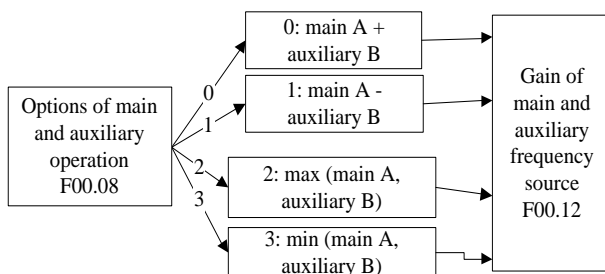 Options of main
and auxiliary
operation
F00.08
0
1
2
3
0: main A +
auxiliary B
1: main A -
auxiliary B
2: max (main A,
auxiliary B)
3: min (main A,
auxiliary B)
Gain of
main and
auxiliary
frequency
source
F00.12